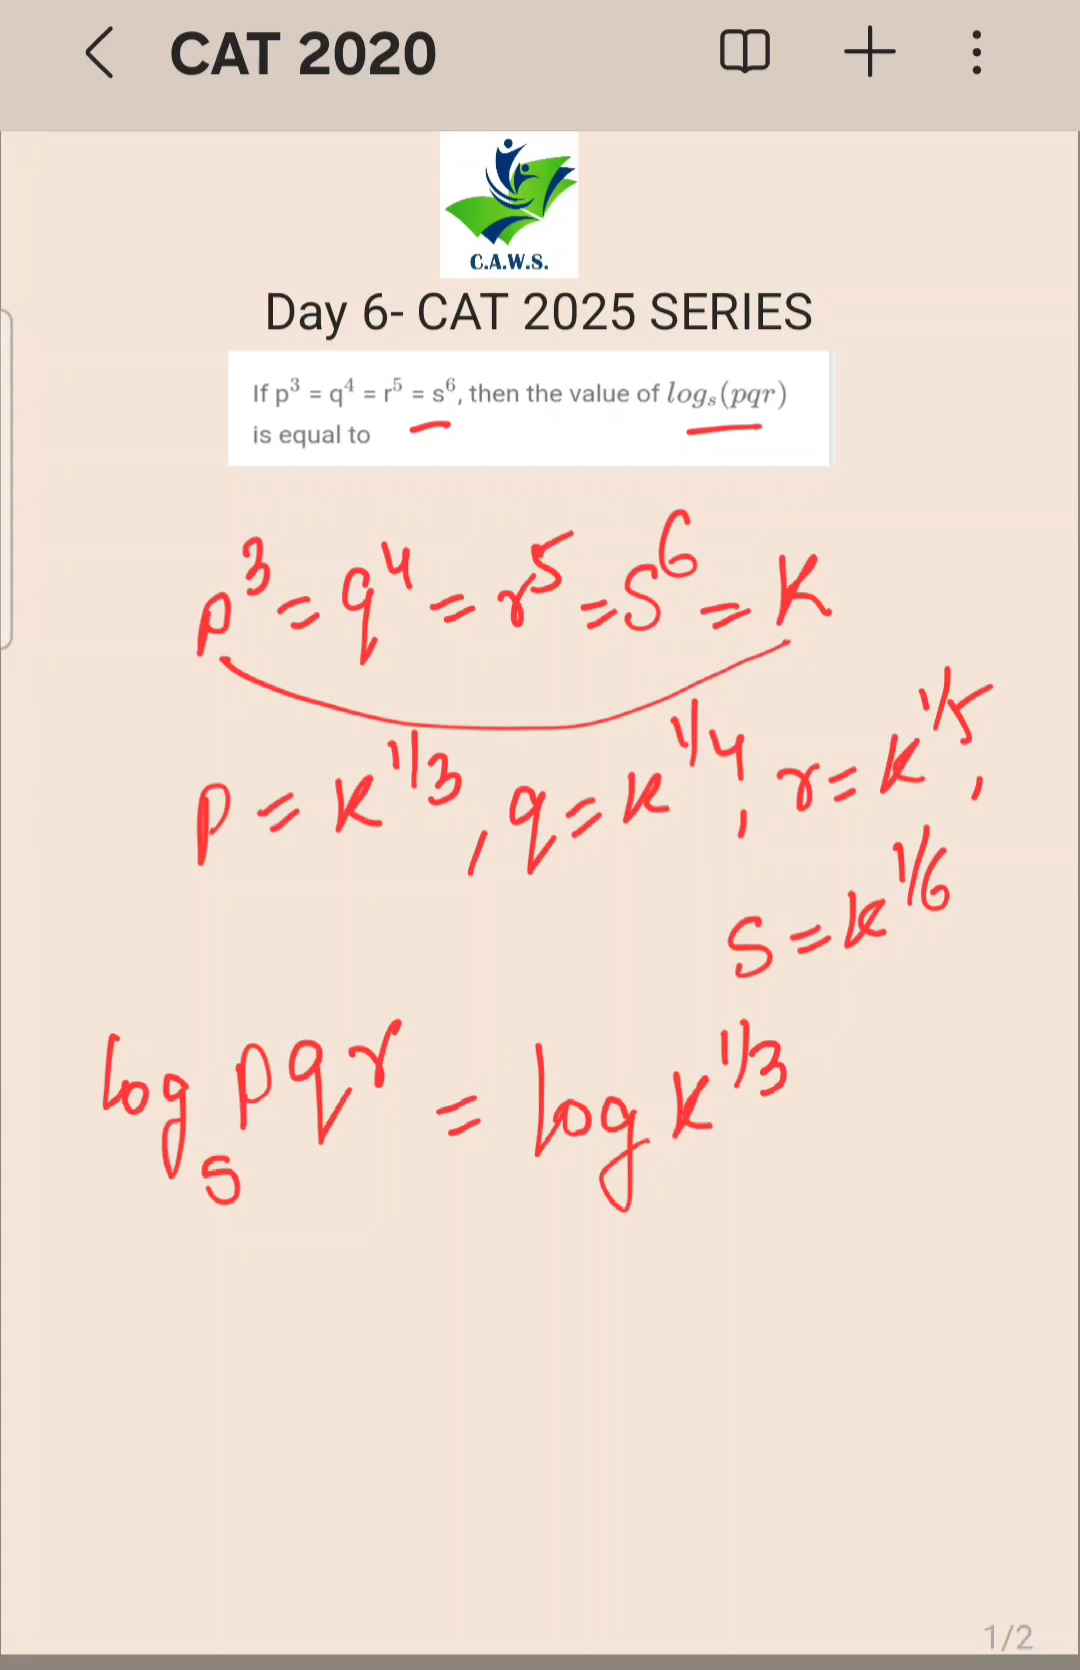 CAT 2020
C.A.W.S.
Day 6- CAT 2025 SERIES
If p³ = q⁴ = r⁵ = s⁶, then the value of logₛ(pqr)
is equal to
p³ = q⁴ = r⁵ = S⁶ = K
P = K^1/3, q = K^1/4, r = K^1/5,
S = K^1/6
logₛ pqr = log K^1/3
1/2